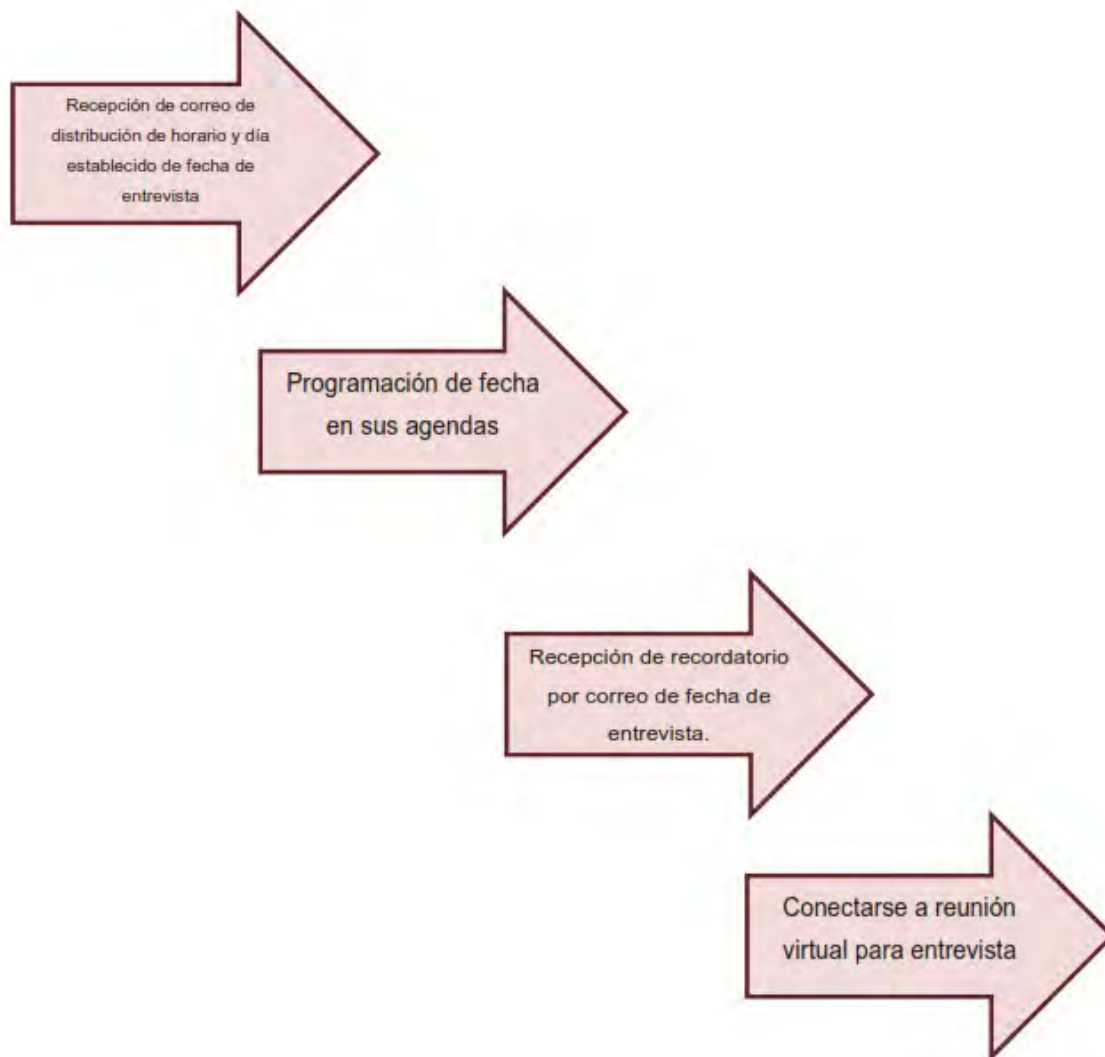 Recepción de correo de
distribución de horario y día
establecido de fecha de
entrevista
Programación de fecha
en sus agendas
Recepción de recordatorio
por correo de fecha de
entrevista.
Conectarse a reunión
virtual para entrevista